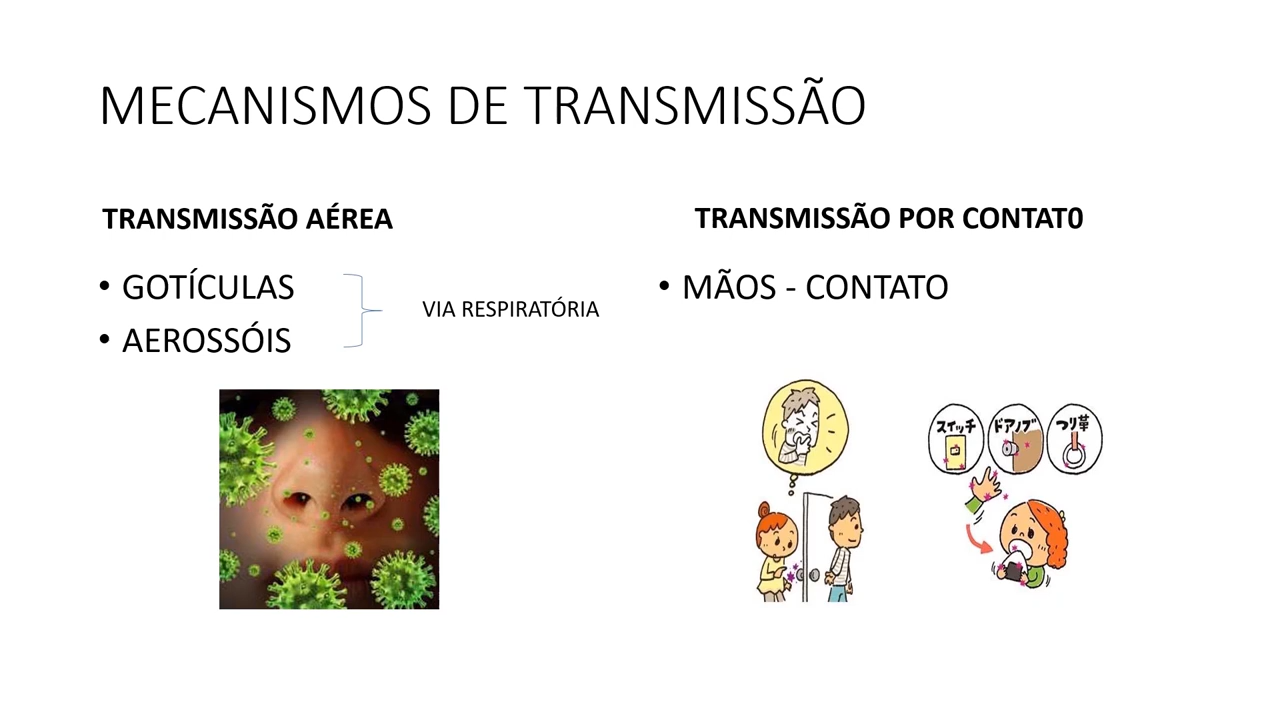 MECANISMOS DE TRANSMISSÃO
TRANSMISSÃO AÉREA
• GOTÍCULAS
• AEROSSÓIS
VIA RESPIRATÓRIA
TRANSMISSÃO POR CONTAT0
• MÃOS - CONTATO
スイッチ
ドアノブ
つり革